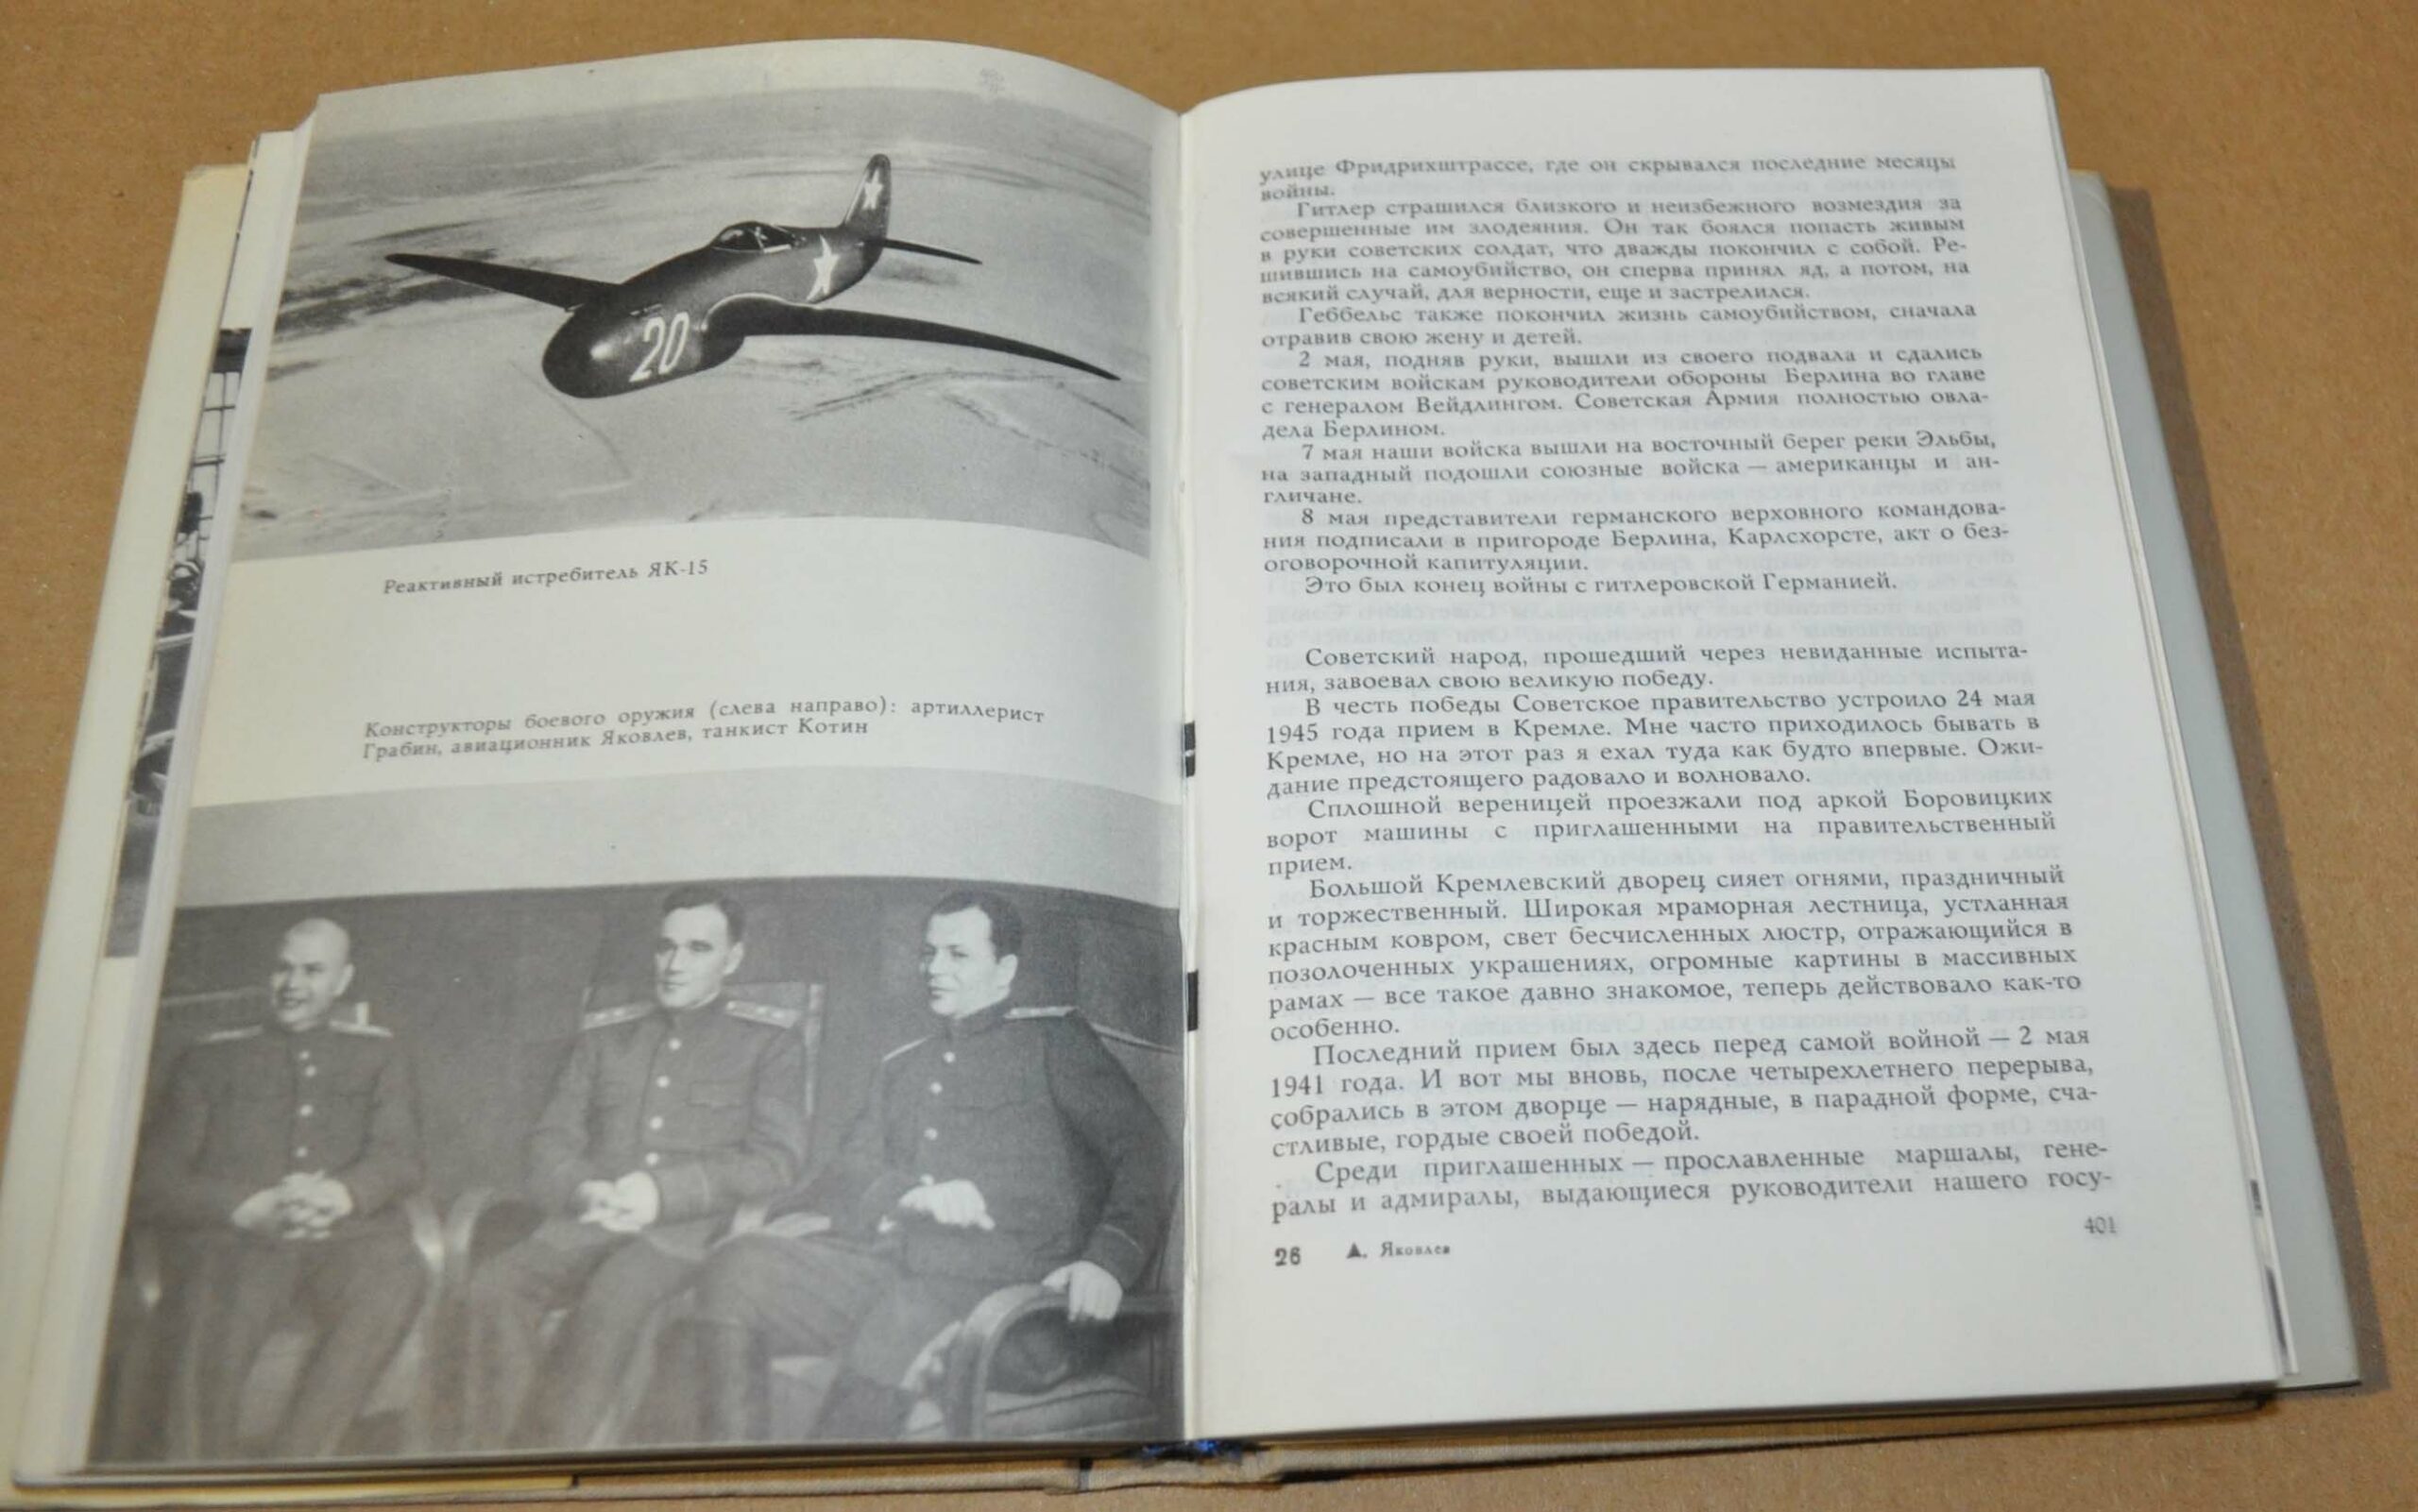 20
Реактивный истребитель ЯК-15
Конструкторы боевого оружия (слева направо): артиллерист
Грабин, авиационник Яковлев, танкист Котин
улице Фридрихштрассе, где он скрывался последние месяцы
войны.
Гитлер страшился близкого и неизбежного возмездия за
совершенные им злодеяния. Он так боялся попасть живым
в руки советских солдат, что дважды покончил с собой. Ре-
шившись на самоубийство, он сперва принял яд, а потом, на
всякий случай, для верности, еще и застрелился.
Геббельс также покончил жизнь самоубийством, сначала
отравив свою жену и детей.
2 мая, подняв руки, вышли из своего подвала и сдались
советским войскам руководители обороны Берлина во главе
с генералом Вейдлингом. Советская Армия полностью овла-
дела Берлином.
7 мая наши войска вышли на восточный берег реки Эльбы,
на западный подошли союзные войска — американцы и ан-
гличане.
8 мая представители германского верховного командова-
ния подписали в пригороде Берлина, Карлсхорсте, акт о без-
оговорочной капитуляции.
Это был конец войны с гитлеровской Германией.
Советский народ, прошедший через невиданные испыта-
ния, завоевал свою великую победу.
В честь победы Советское правительство устроило 24 мая
1945 года прием в Кремле. Мне часто приходилось бывать в
Кремле, но на этот раз я ехал туда как будто впервые. Ожи-
дание предстоящего радовало и волновало.
Сплошной вереницей проезжали под аркой Боровицких
ворот машины с приглашенными на правительственный
прием.
Большой Кремлевский дворец сияет огнями, праздничный
и торжественный. Широкая мраморная лестница, устланная
красным ковром, свет бесчисленных люстр, отражающийся в
позолоченных украшениях, огромные картины в массивных
рамах — все такое давно знакомое, теперь действовало как-то
особенно.
Последний прием был здесь перед самой войной — 2 мая
1941 года. И вот мы вновь, после четырехлетнего перерыва,
собрались в этом дворце — нарядные, в парадной форме, сча-
стливые, гордые своей победой.
Среди приглашенных — прославленные маршалы, гене-
ралы и адмиралы, выдающиеся руководители нашего госу-
26 А. Яковлев
401